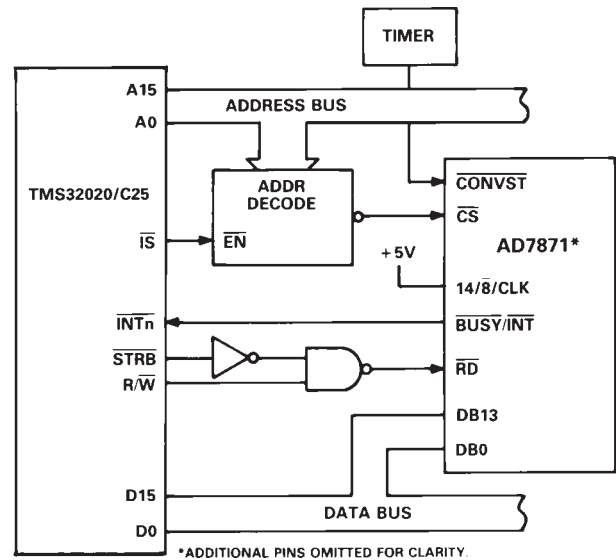 TIMER
A15
ADDRESS BUS
A0
TMS32020/C25
ADDR
DECODE
CONVST
CS
IS
EN
AD7871*
+5V
14/8/CLK
INTn
BUSY/INT
STRB
R/W
RD
DB13
DB0
D15
DATA BUS
D0
*ADDITIONAL PINS OMITTED FOR CLARITY.